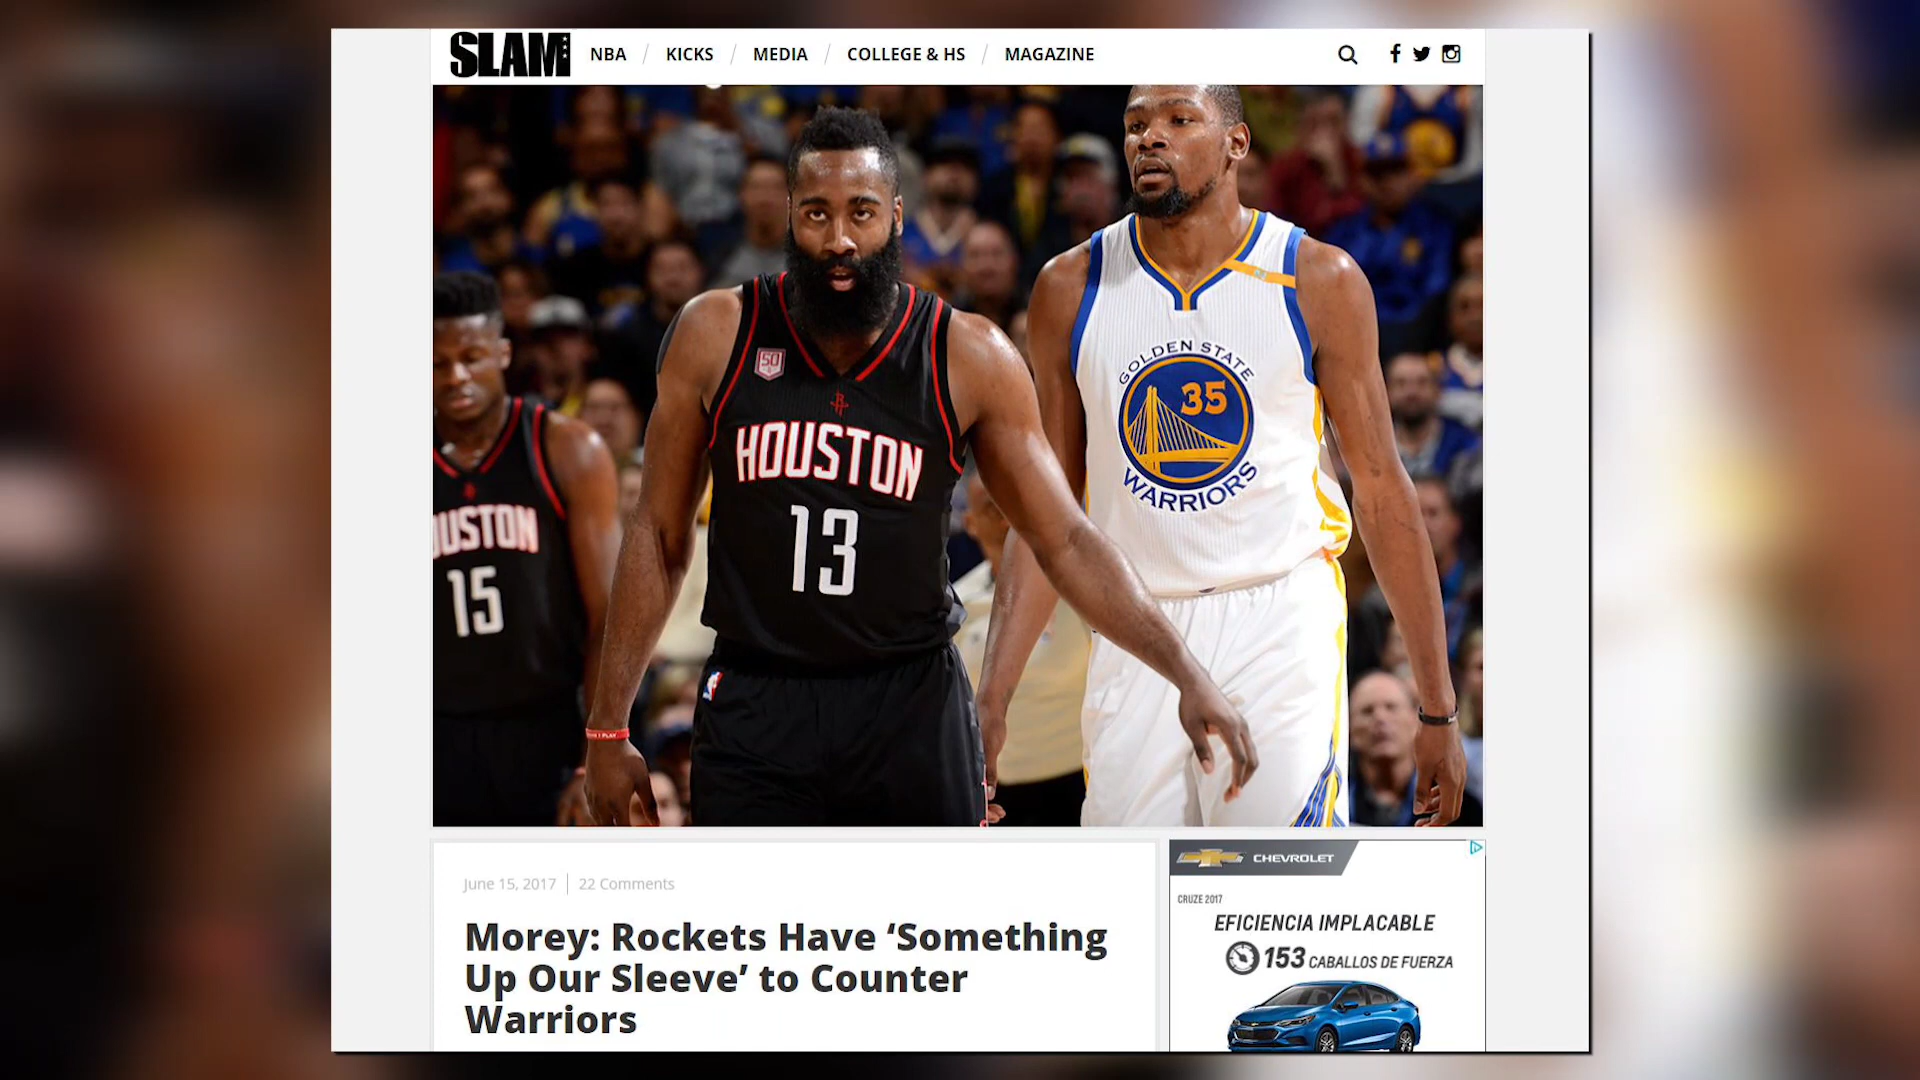 SLAM
NBA / KICKS / MEDIA / COLLEGE & HS / MAGAZINE
50
HOUSTON
13
OUSTON
15
GOLDEN STATE
35
WARRIORS
June 15, 2017 | 22 Comments
Morey: Rockets Have ‘Something
Up Our Sleeve’ to Counter
Warriors
CHEVROLET
CRUZE 2017
EFICIENCIA IMPLACABLE
153 CABALLOS DE FUERZA